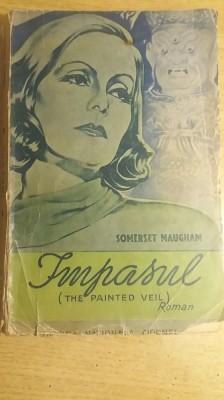 SOMERSET MAUGHAM
Impasul
(THE PAINTED VEIL)
Roman